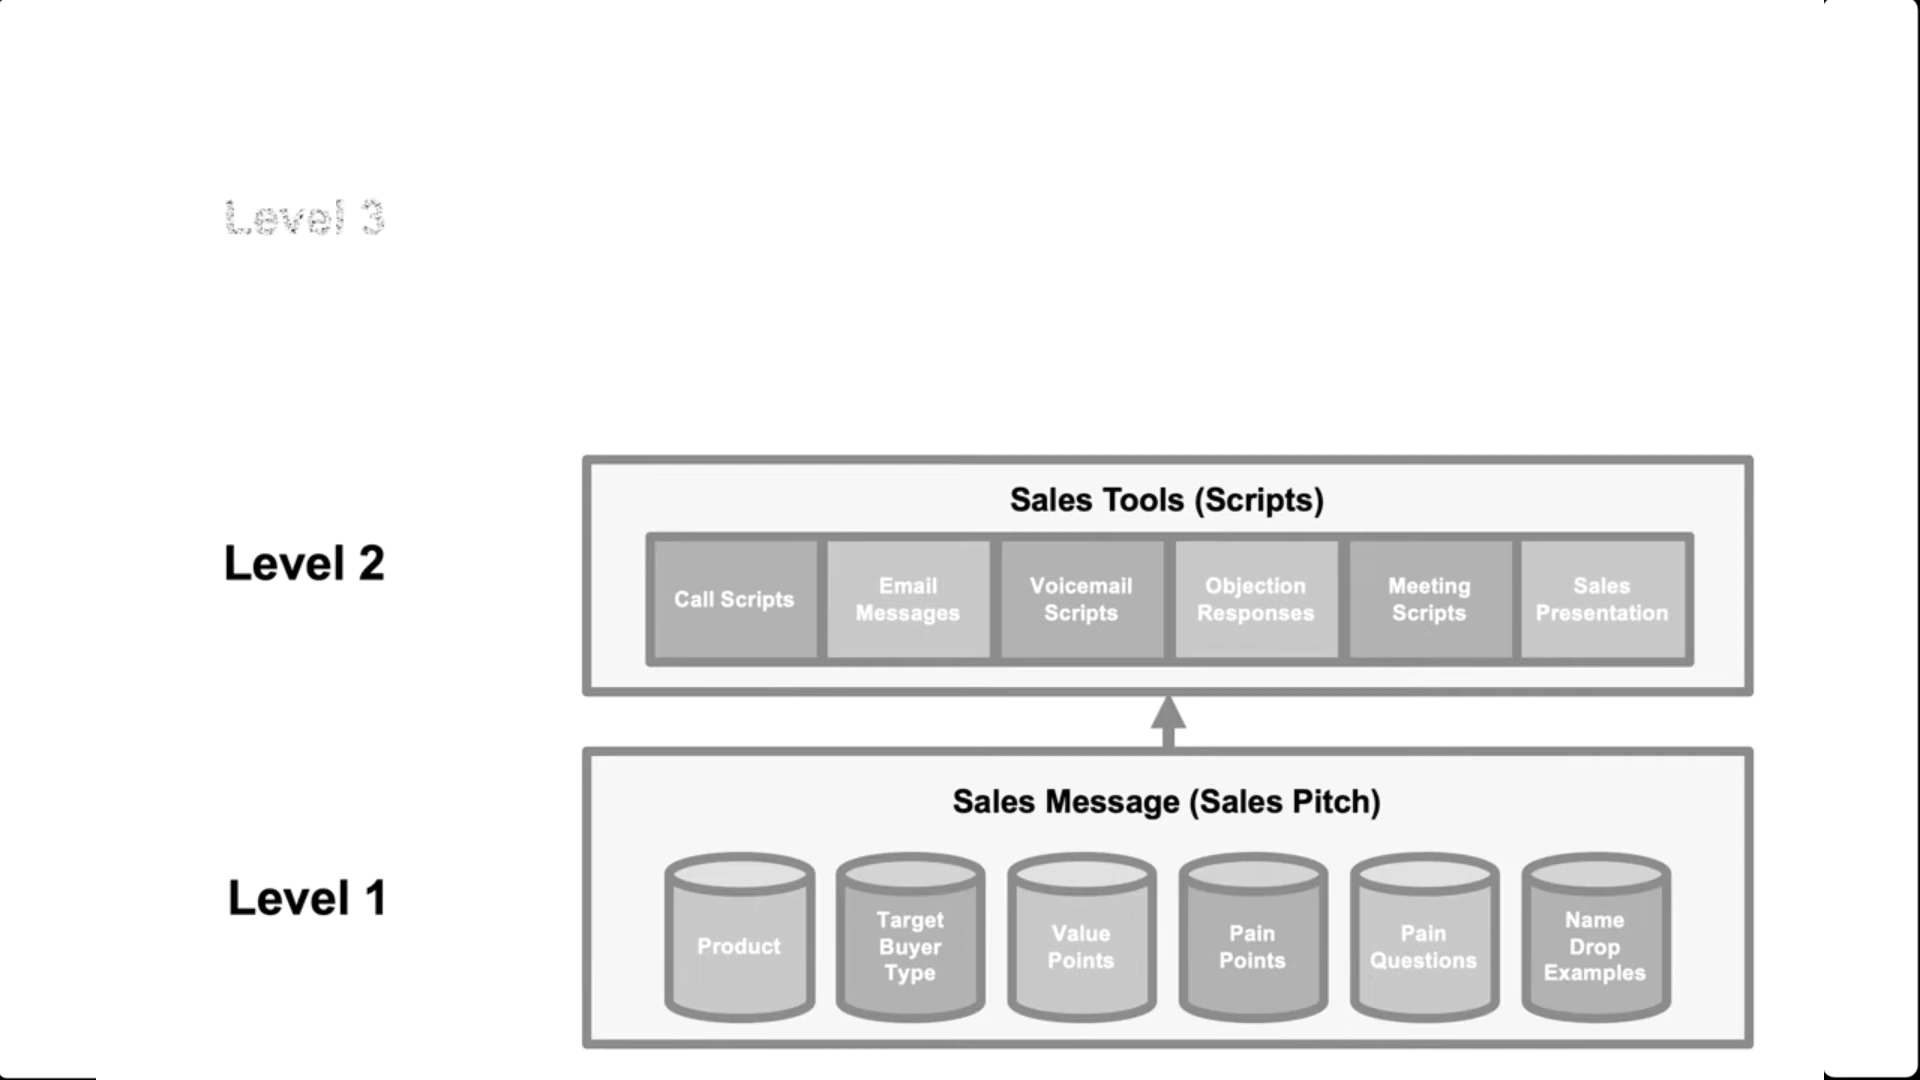 Level 3
Level 2
Sales Tools (Scripts)
Call Scripts
Email
Messages
Voicemail
Scripts
Objection
Responses
Meeting
Scripts
Sales
Presentation
Level 1
Sales Message (Sales Pitch)
Product
Target
Buyer
Type
Value
Points
Pain
Points
Pain
Questions
Name
Drop
Examples